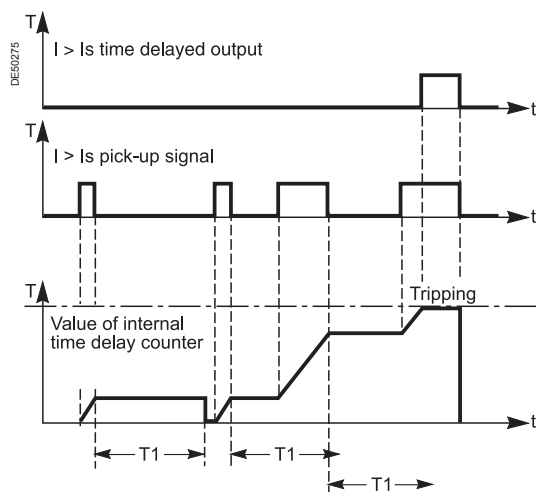 DE50275
T
I > Is time delayed output
t
T
I > Is pick-up signal
t
T
Tripping
Value of internal
time delay counter
t
T1
T1
T1